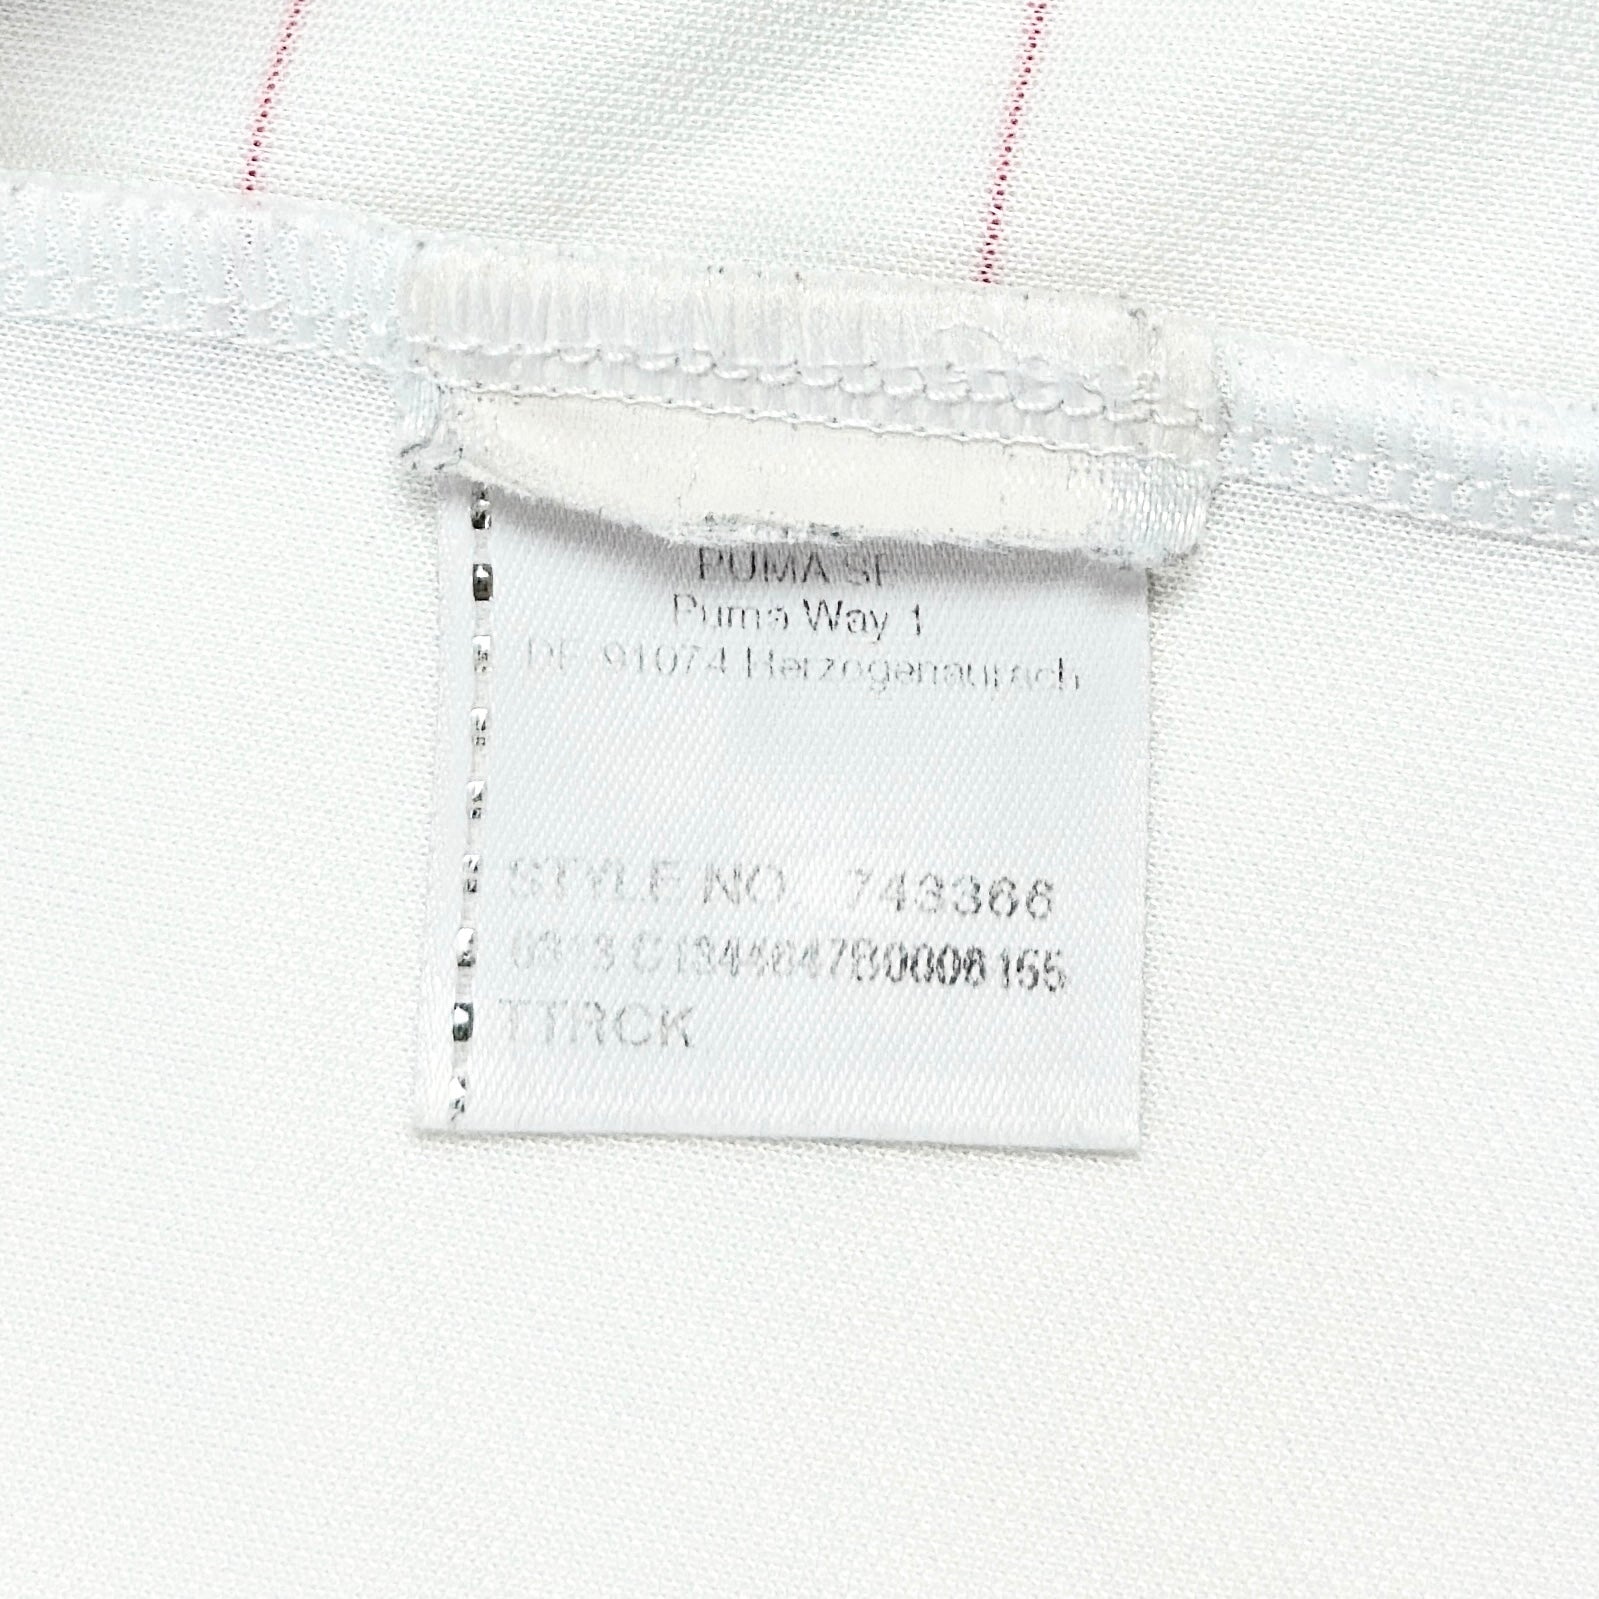 PUMA SE
Puma Way 1
DE 91074 Herzogenaurach
STYLE NO 743366
TTRCK